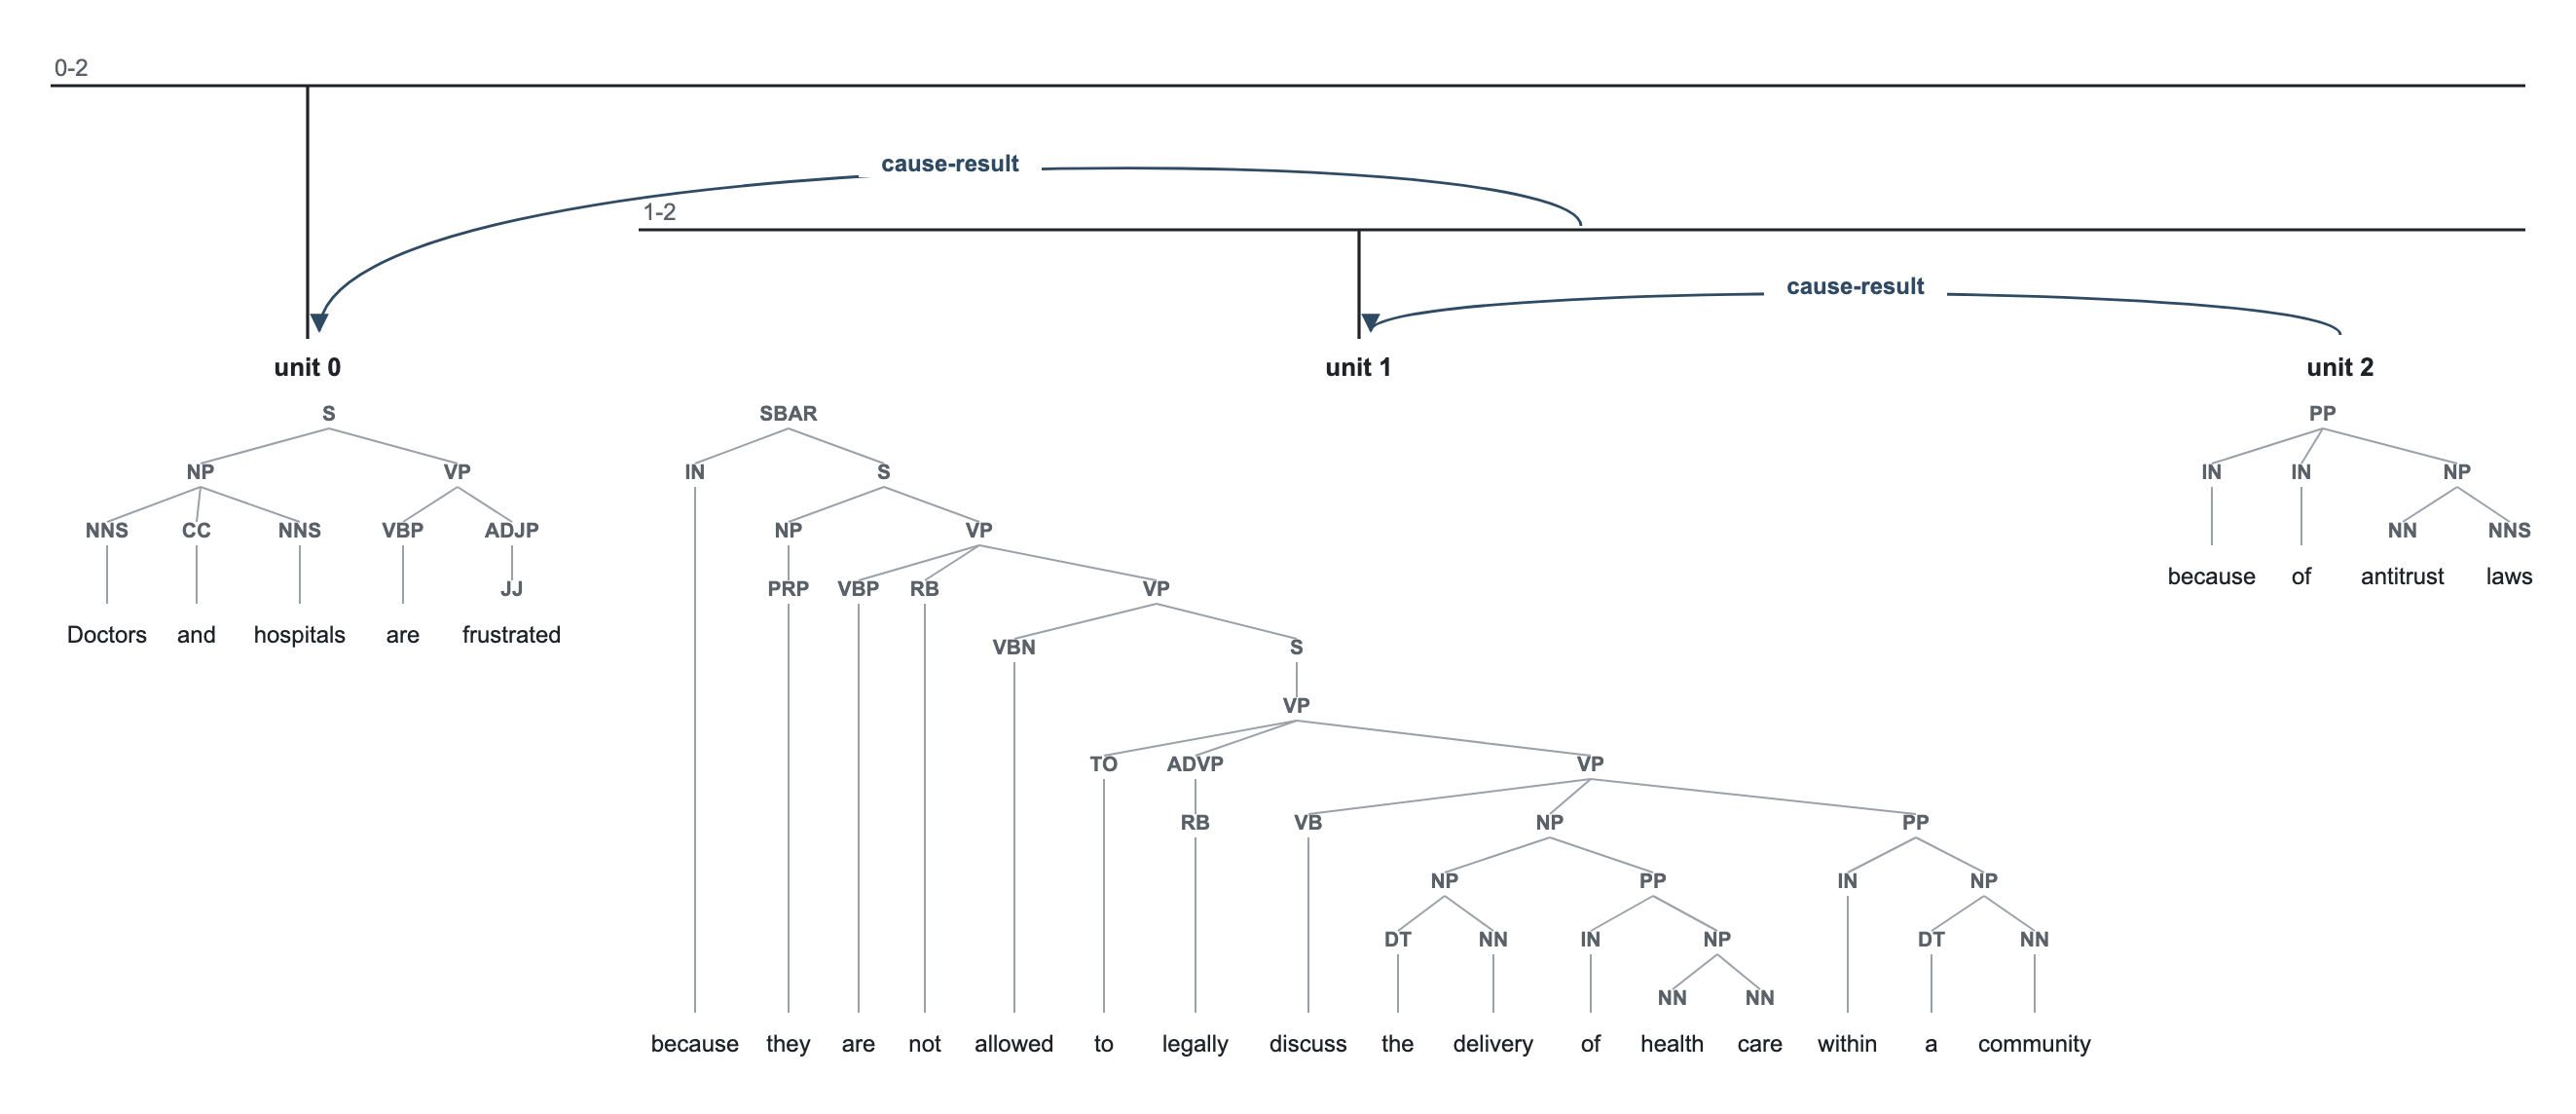 0-2
cause-result
1-2
cause-result
unit 0 unit 1 unit 2
S SBAR PP
NP VP IN S IN IN NP
NNS CC NNS VBP ADJP NP VP NN NNS
JJ PRP VBP RB VP because of antitrust laws
Doctors and hospitals are frustrated VBN S
VP
TO ADVP VP
RB VB NP PP
NP PP IN NP
DT NN IN NP DT NN
NN NN
because they are not allowed to legally discuss the delivery of health care within a community